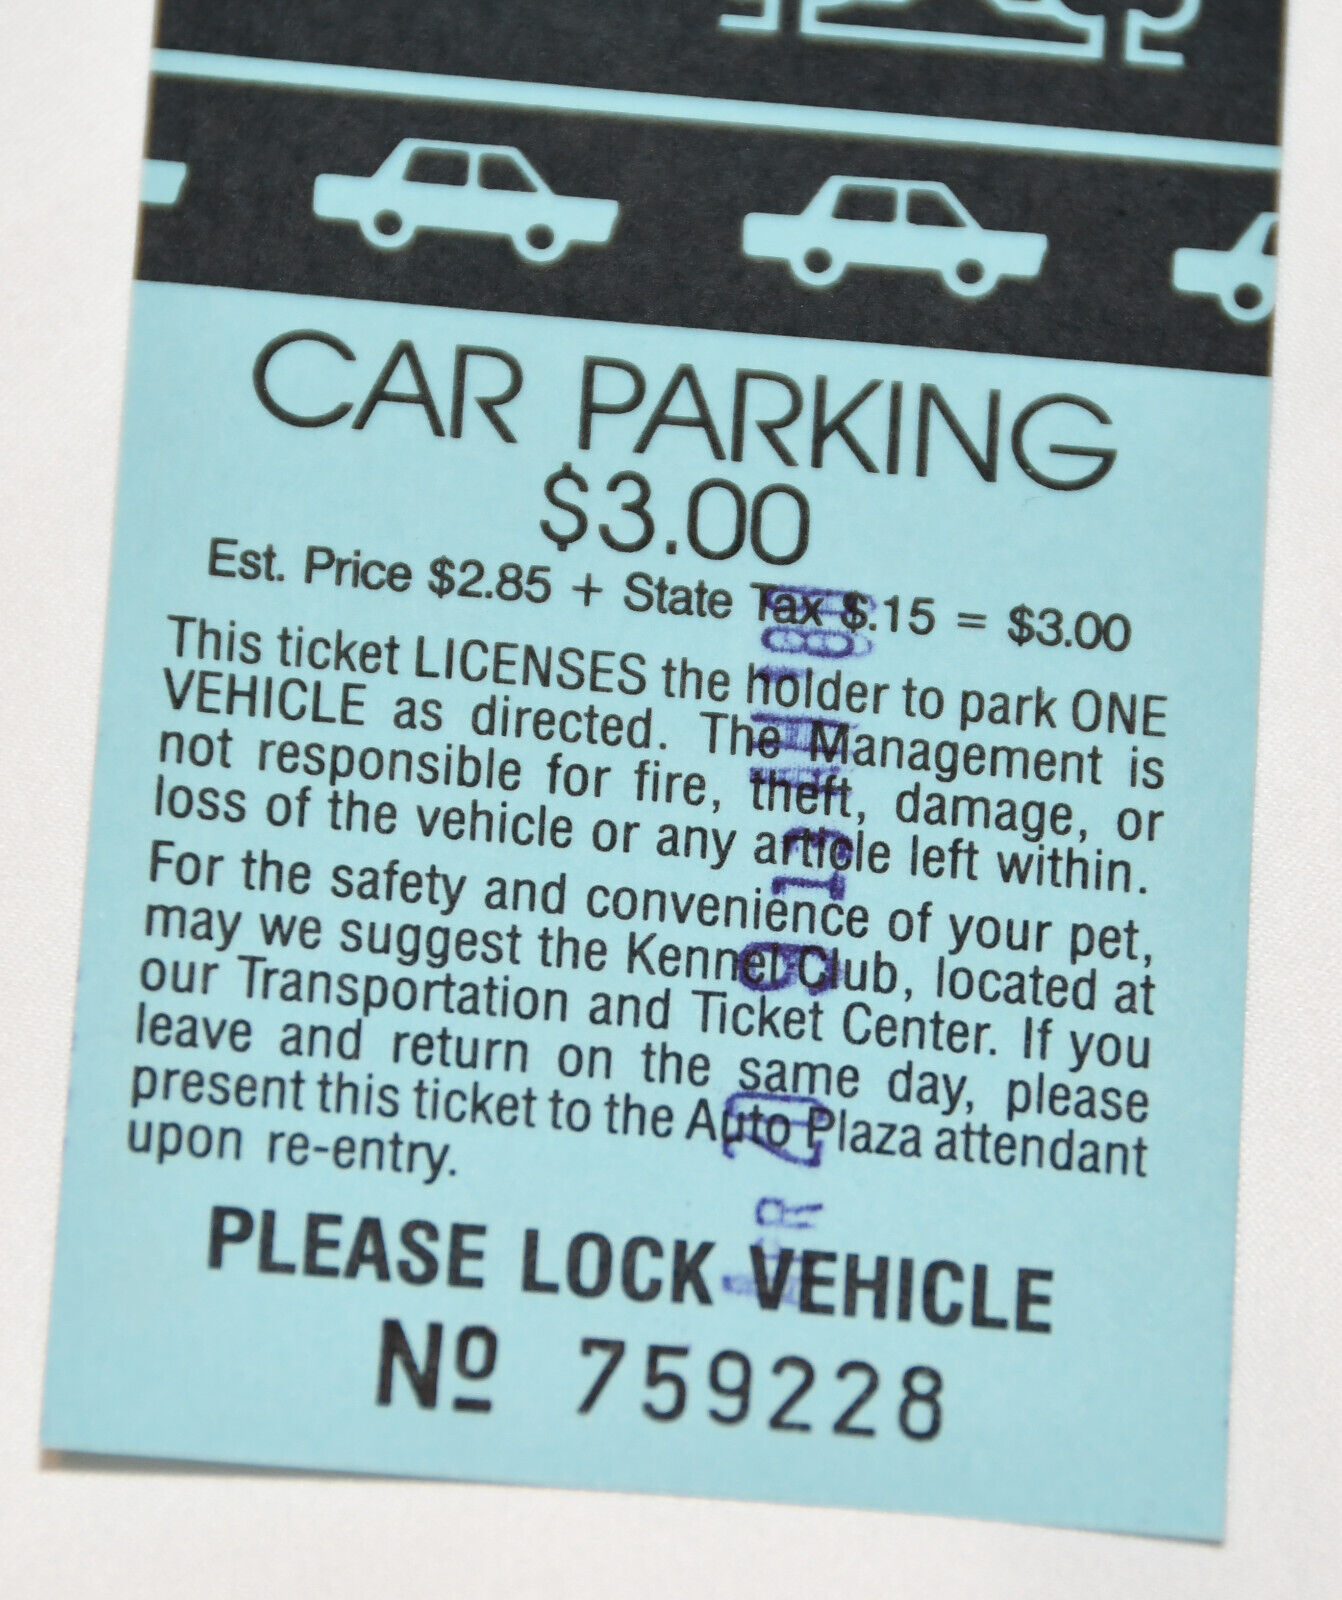 CAR PARKING
$3.00
Est. Price $2.85 + State Tax $.15 = $3.00
This ticket LICENSES the holder to park ONE
VEHICLE as directed. The Management is
not responsible for fire, theft, damage, or
loss of the vehicle or any article left within.
For the safety and convenience of your pet,
may we suggest the Kennel Club, located at
our Transportation and Ticket Center. If you
leave and return on the same day, please
present this ticket to the Auto Plaza attendant
upon re-entry.
PLEASE LOCK VEHICLE
Nº 759228